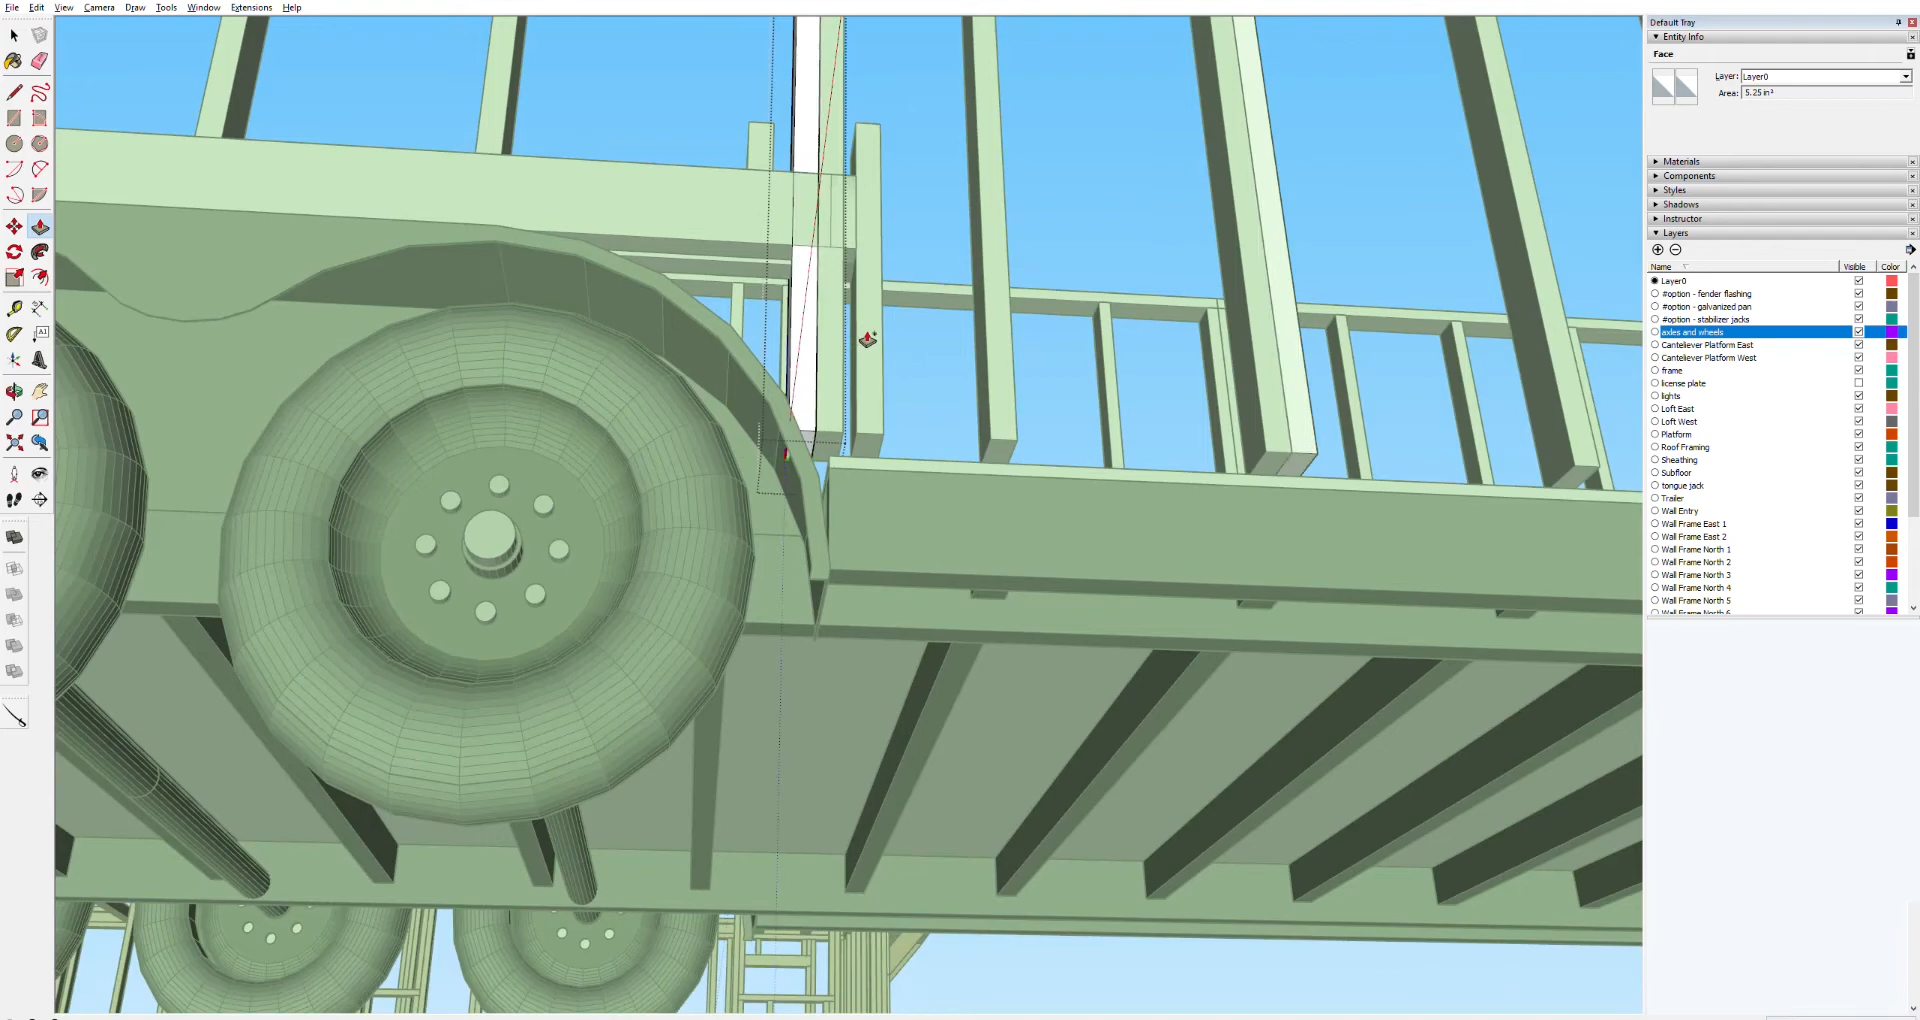 File Edit View Camera Draw Tools Window Extensions Help
Default Tray
Entity Info
Face
Layer: Layer0
Area: 5.25 in²
Materials
Components
Styles
Shadows
Instructor
Layers
Name Visible Color
Layer0
#option - fender flashing
#option - galvanized pan
#option - stabilizer jacks
axles and wheels
Canteliever Platform East
Canteliever Platform West
frame
license plate
lights
Loft East
Loft West
Platform
Roof Framing
Sheathing
Subfloor
tongue jack
Trailer
Wall Entry
Wall Frame East 1
Wall Frame East 2
Wall Frame North 1
Wall Frame North 2
Wall Frame North 3
Wall Frame North 4
Wall Frame North 5
Wall Frame North 6